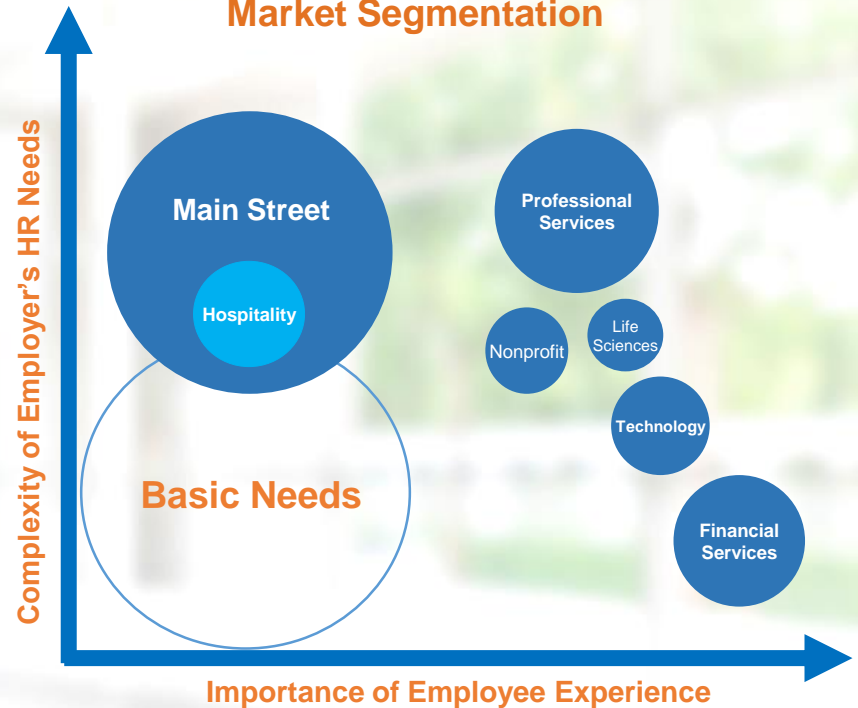 Market Segmentation
Complexity of Employer's HR Needs
Main Street
Hospitality
Basic Needs
Professional
Services
Nonprofit
Life
Sciences
Technology
Financial
Services
Importance of Employee Experience